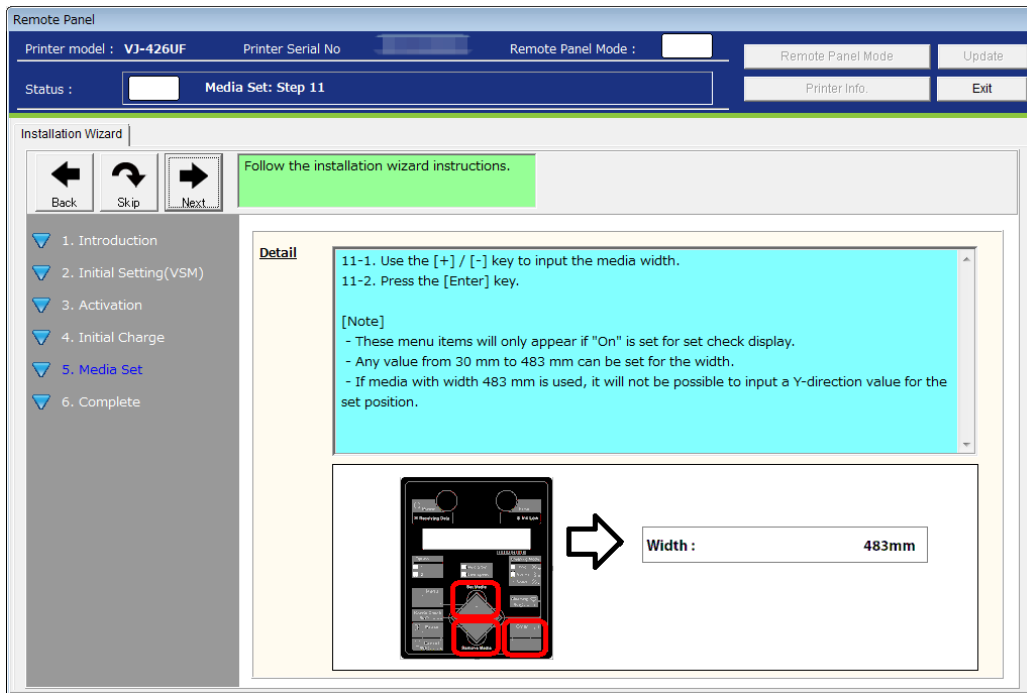 Remote Panel
Printer model : VJ-426UF Printer Serial No Remote Panel Mode :
Remote Panel Mode Update
Status : Media Set: Step 11
Printer Info. Exit
Installation Wizard
Back Skip Next
Follow the installation wizard instructions.
1. Introduction
2. Initial Setting(VSM)
3. Activation
4. Initial Charge
5. Media Set
6. Complete
Detail
11-1. Use the [+] / [-] key to input the media width.
11-2. Press the [Enter] key.
[Note]
- These menu items will only appear if "On" is set for set check display.
- Any value from 30 mm to 483 mm can be set for the width.
- If media with width 483 mm is used, it will not be possible to input a Y-direction value for the
set position.
Remove Media
Width : 483mm